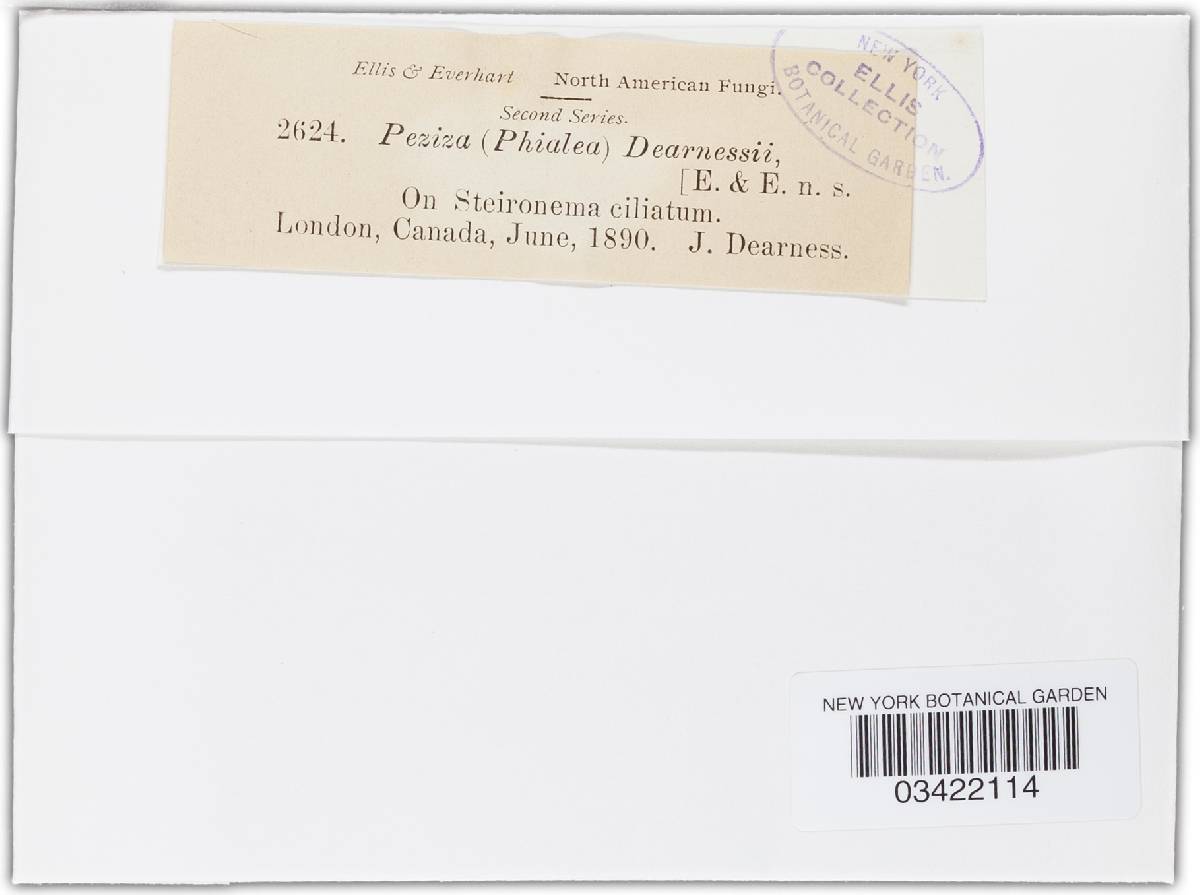 Ellis & Everhart North American Fungi.
Second Series.
2624. Peziza (Phialea) Dearnessii,
[E. & E. n. s.
On Steironema ciliatum.
London, Canada, June, 1890. J. Dearness.
NEW YORK
ELLIS
COLLECTION
BOTANICAL GARDEN.
NEW YORK BOTANICAL GARDEN
03422114